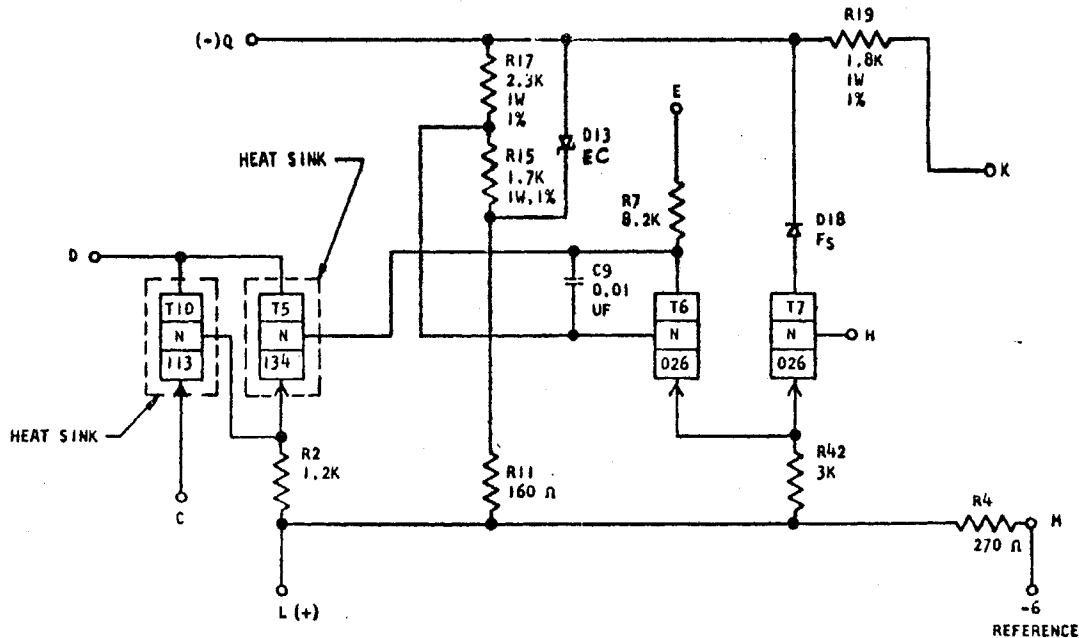 R19
(-)Q
1.8K
1W
1%
R17
2.3K
1W
1%
E
D13
EC
HEAT SINK
R15
1.7K
1W,1%
K
R7
8.2K
D18
FS
D
C9
0.01
UF
T10
N
113
T5
N
134
T6
N
026
T7
N
026
H
HEAT SINK
R2
1.2K
R11
160 Ω
R42
3K
C
R4
270 Ω
M
L (+)
-6
REFERENCE